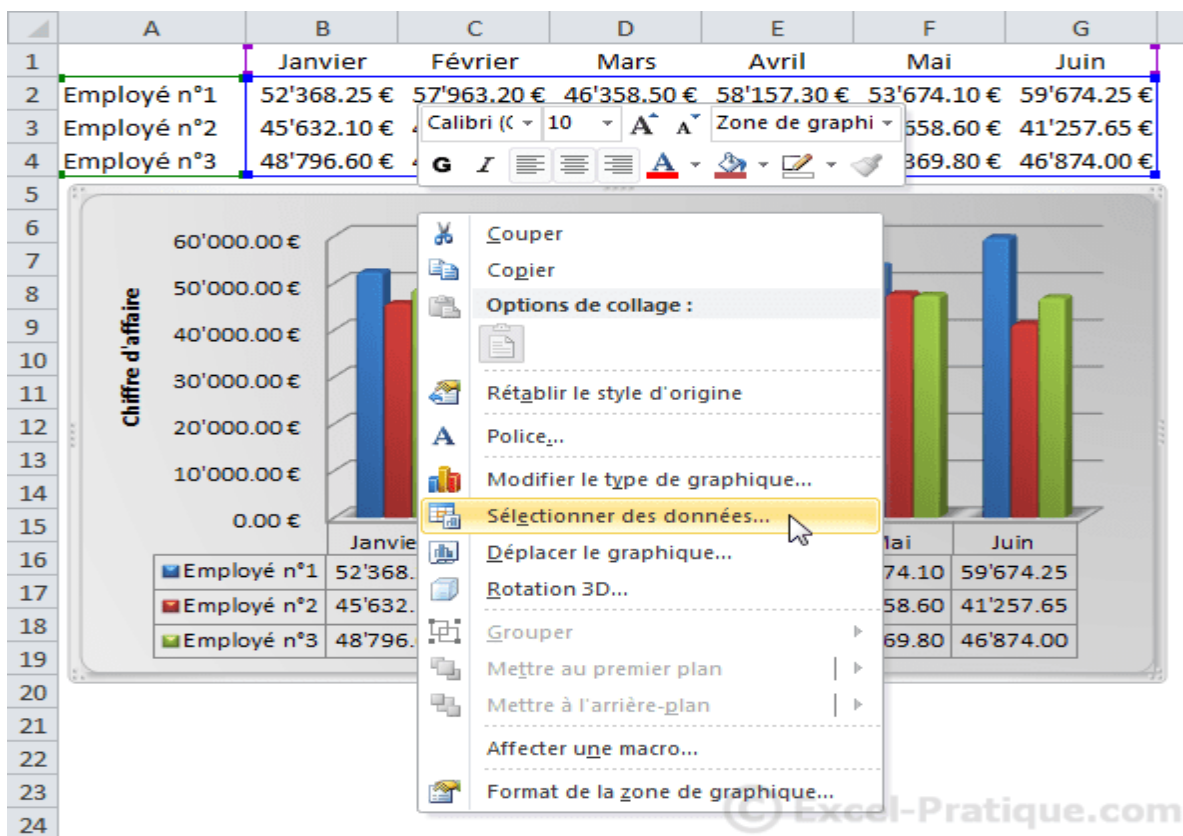 A B C D E F G
1 Janvier Février Mars Avril Mai Juin
2 Employé n°1 52'368.25 € 57'963.20 € 46'358.50 € 58'157.30 € 53'674.10 € 59'674.25 €
3 Employé n°2 45'632.10 € 658.60 € 41'257.65 €
4 Employé n°3 48'796.60 € 369.80 € 46'874.00 €
Calibri (C 10 A A Zone de graphi
G I A
5
6
7
8
9
10
11
12
13
14
15
16
17
18
19
20
21
22
23
24
Chiffre d'affaire
60'000.00 €
50'000.00 €
40'000.00 €
30'000.00 €
20'000.00 €
10'000.00 €
0.00 €
Janvie Mai Juin
Employé n°1 52'368. 74.10 59'674.25
Employé n°2 45'632. 58.60 41'257.65
Employé n°3 48'796. 69.80 46'874.00
Couper
Copier
Options de collage :
Rétablir le style d'origine
A Police...
Modifier le type de graphique...
Sélectionner des données...
Déplacer le graphique...
Rotation 3D...
Grouper
Mettre au premier plan
Mettre à l'arrière-plan
Affecter une macro...
Format de la zone de graphique...
© Excel-Pratique.com